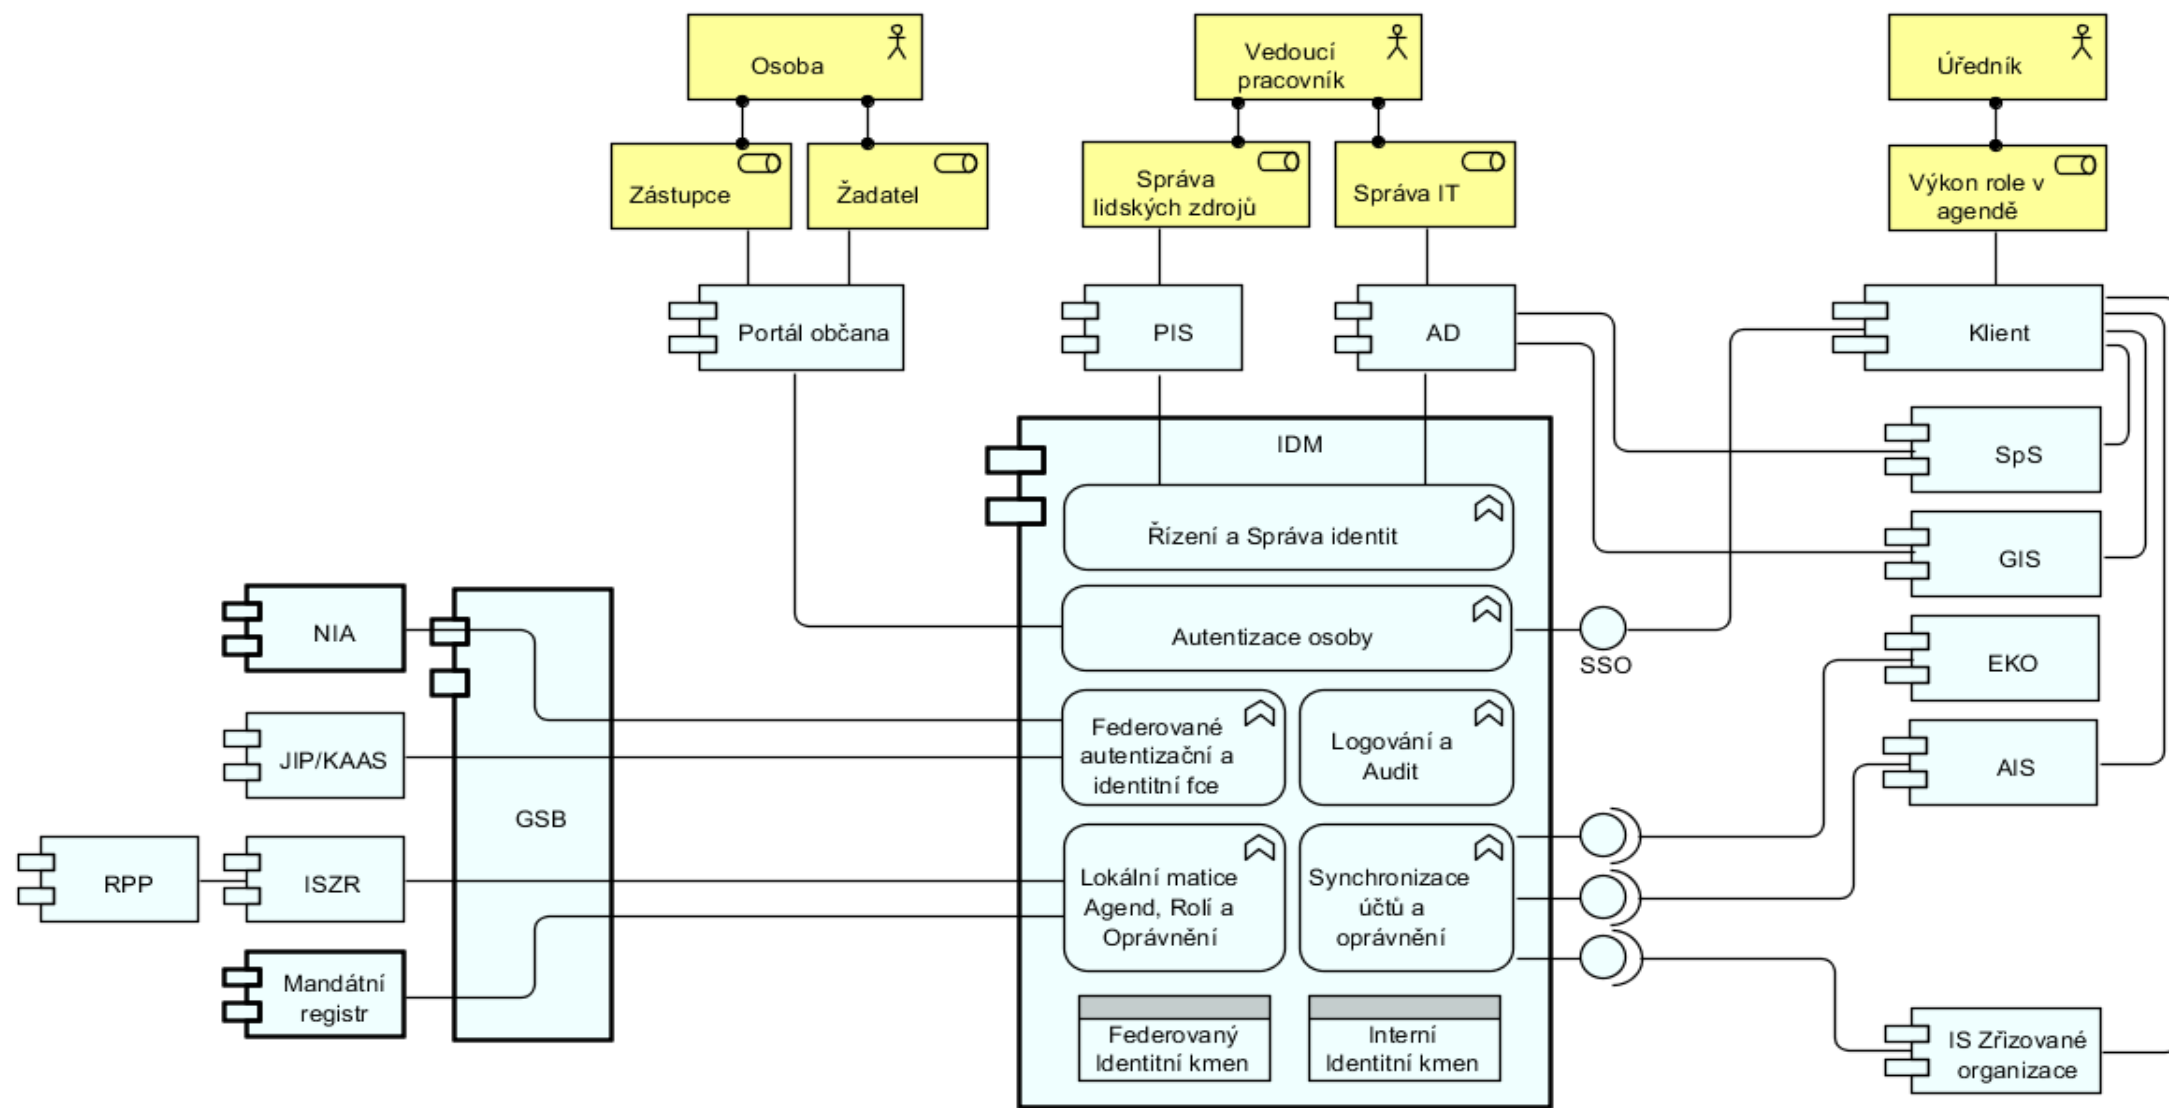 Osoba
Vedoucí
pracovník
Úředník
Zástupce
Žadatel
Správa
lidských zdrojů
Správa IT
Výkon role v
agendě
Portál občana
PIS
AD
Klient
IDM
SpS
Řízení a Správa identit
GIS
NIA
Autentizace osoby
SSO
EKO
JIP/KAAS
Federované
autentizační a
identitní fce
Logování a
Audit
AIS
GSB
RPP
ISZR
Lokální matice
Agend, Rolí a
Oprávnění
Synchronizace
účtů a
oprávnění
Mandátní
registr
Federovaný
Identitní kmen
Interní
Identitní kmen
IS Zřizované
organizace